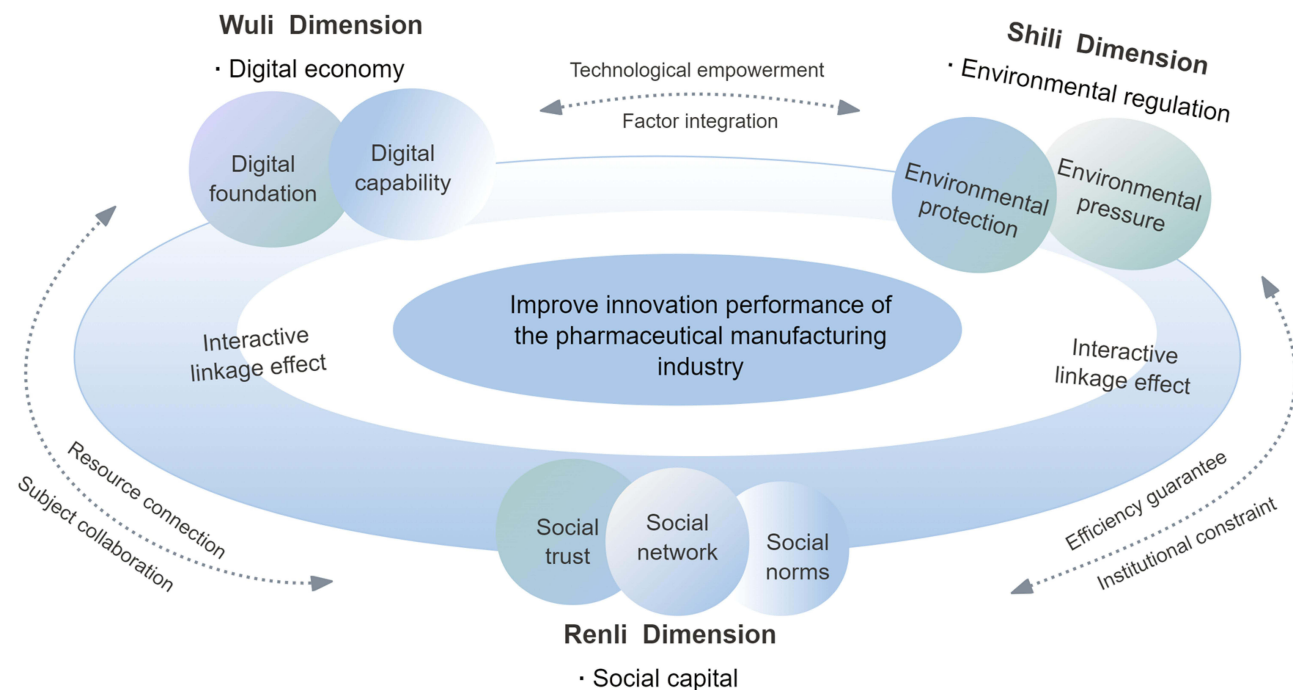 Wuli Dimension
· Digital economy
Digital
foundation
Digital
capability
Technological empowerment
Factor integration
Shili Dimension
· Environmental regulation
Environmental
protection
Environmental
pressure
Interactive
linkage effect
Improve innovation performance of
the pharmaceutical manufacturing
industry
Interactive
linkage effect
Resource connection
Subject collaboration
Social
trust
Social
network
Social
norms
Efficiency guarantee
Institutional constraint
Renli Dimension
· Social capital